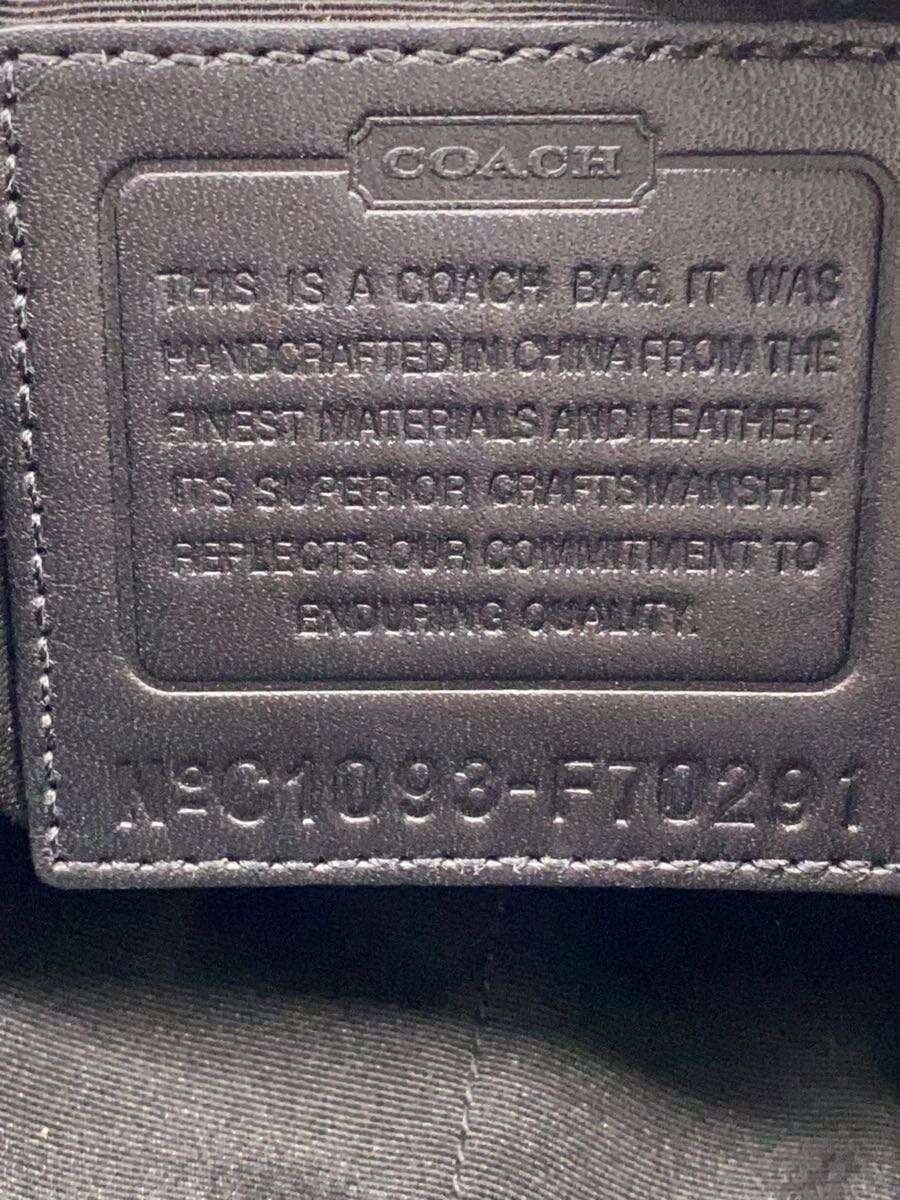 COACH
THIS IS A COACH BAG. IT WAS
HANDCRAFTED IN CHINA FROM THE
FINEST MATERIALS AND LEATHER.
ITS SUPERIOR CRAFTSMANSHIP
REFLECTS OUR COMMITMENT TO
ENDURING QUALITY.
NºC1093-F70291